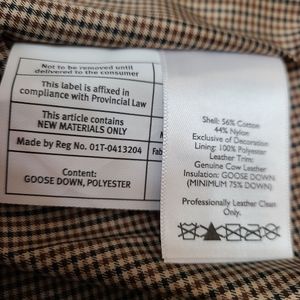 Not to be removed until
delivered to the consumer
This label is affixed in
compliance with Provincial Law
This article contains
NEW MATERIALS ONLY
Made by Reg No. 01T-0413204
Content:
GOOSE DOWN, POLYESTER
Fab
Shell: 56% Cotton
44% Nylon
Exclusive of Decoration
Lining: 100% Polyester
Leather Trim:
Genuine Cow Leather
Insulation: GOOSE DOWN
(MINIMUM 75% DOWN)
Professionally Leather Clean
Only.